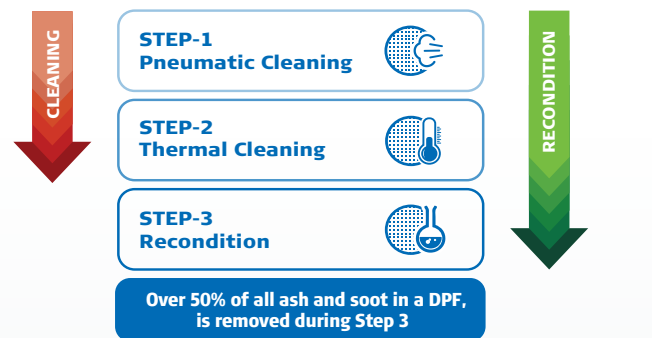 CLEANING
STEP-1
Pneumatic Cleaning
STEP-2
Thermal Cleaning
STEP-3
Recondition
RECONDITION
Over 50% of all ash and soot in a DPF,
is removed during Step 3